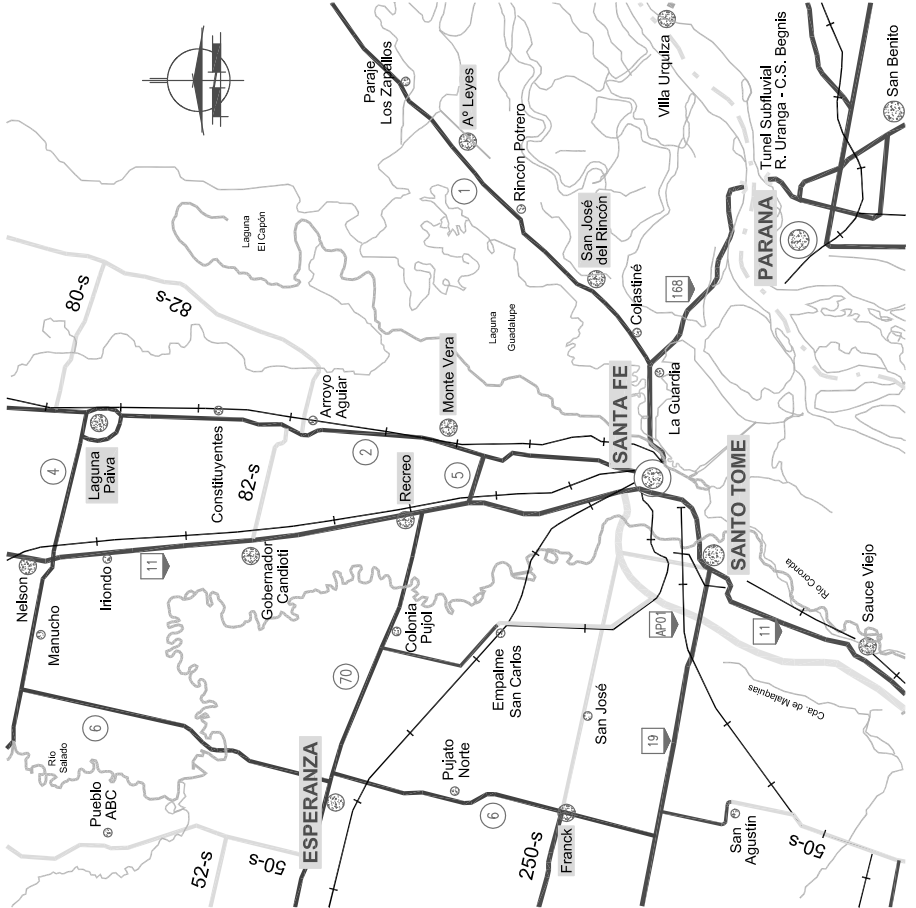 Paraje
Los Zapallos
Villa Urquiza
Aº Leyes
1
Rincón Potrero
Tunel Subfluvial
R. Uranga - C.S. Begnis
San Benito
Laguna
El Capón
San José
del Rincón
PARANA
80-s
82-s
168
Colastiné
Laguna
Guadalupe
Monte Vera
La Guardia
SANTA FE
Arroyo
Aguiar
2
Constituyentes
82-s
4
Laguna
Paiva
5
Recreo
SANTO TOME
Nelson
Iriondo
11
Gobernador
Candioti
Río Coronda
Sauce Viejo
Manucho
Colonia
Pujol
AP01
11
70
Empalme
San Carlos
6
San José
19
Cda. de Malaquias
Río
Salado
Pueblo
ABC
ESPERANZA
Pujato
Norte
6
52-s
50-s
250-s
Franck
San
Agustín
50-s